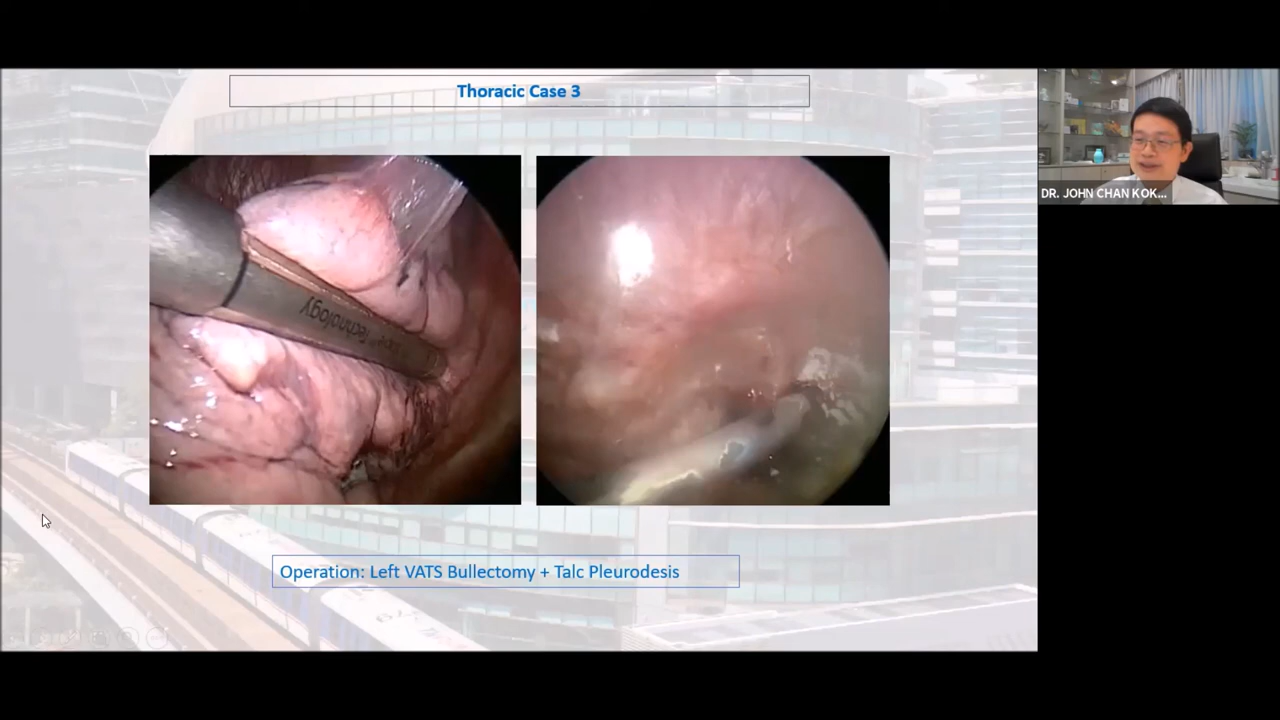 Thoracic Case 3
Technology
DR. JOHN CHAN KOK...
Operation: Left VATS Bullectomy + Talc Pleurodesis